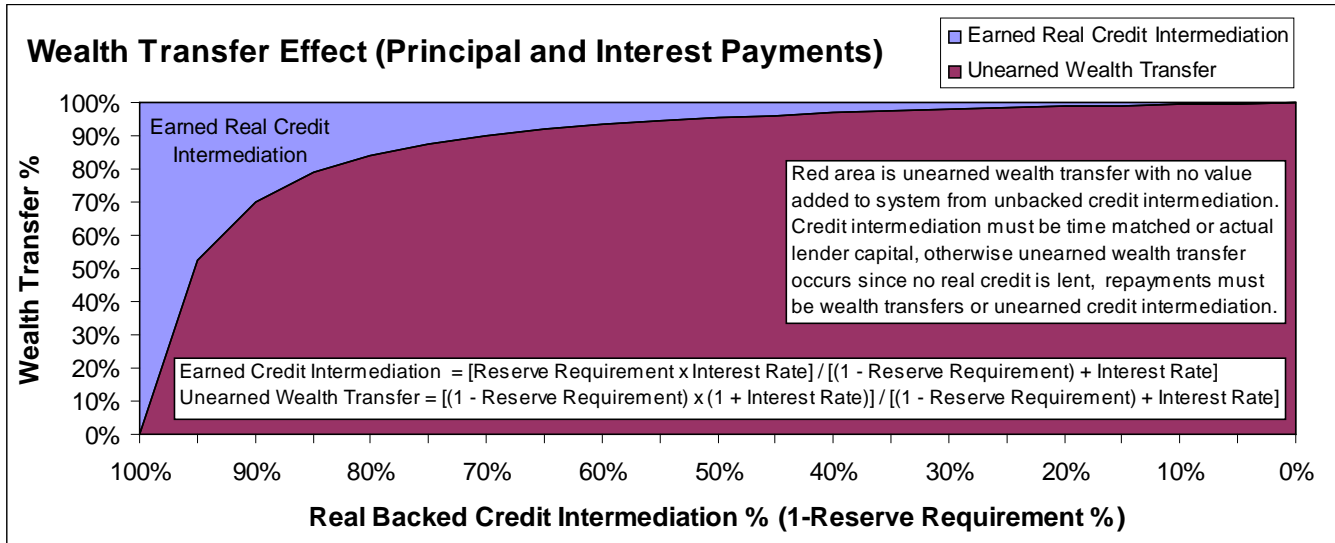 Wealth Transfer Effect (Principal and Interest Payments)
Earned Real Credit Intermediation
Unearned Wealth Transfer
Wealth Transfer %
100%
90%
80%
70%
60%
50%
40%
30%
20%
10%
0%
Earned Real Credit
Intermediation
Red area is unearned wealth transfer with no value
added to system from unbacked credit intermediation.
Credit intermediation must be time matched or actual
lender capital, otherwise unearned wealth transfer
occurs since no real credit is lent, repayments must
be wealth transfers or unearned credit intermediation.
Earned Credit Intermediation = [Reserve Requirement x Interest Rate] / [(1 - Reserve Requirement) + Interest Rate]
Unearned Wealth Transfer = [(1 - Reserve Requirement) x (1 + Interest Rate)] / [(1 - Reserve Requirement) + Interest Rate]
100% 90% 80% 70% 60% 50% 40% 30% 20% 10% 0%
Real Backed Credit Intermediation % (1-Reserve Requirement %)